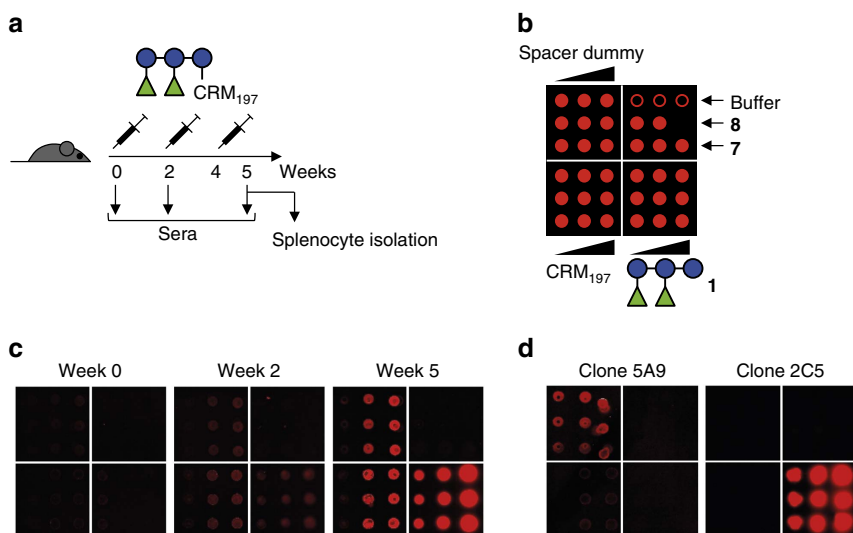 a
CRM197
0 2 4 5 Weeks
Sera
Splenocyte isolation
b
Spacer dummy
Buffer
8
7
CRM197
1
c
Week 0 Week 2 Week 5
d
Clone 5A9 Clone 2C5